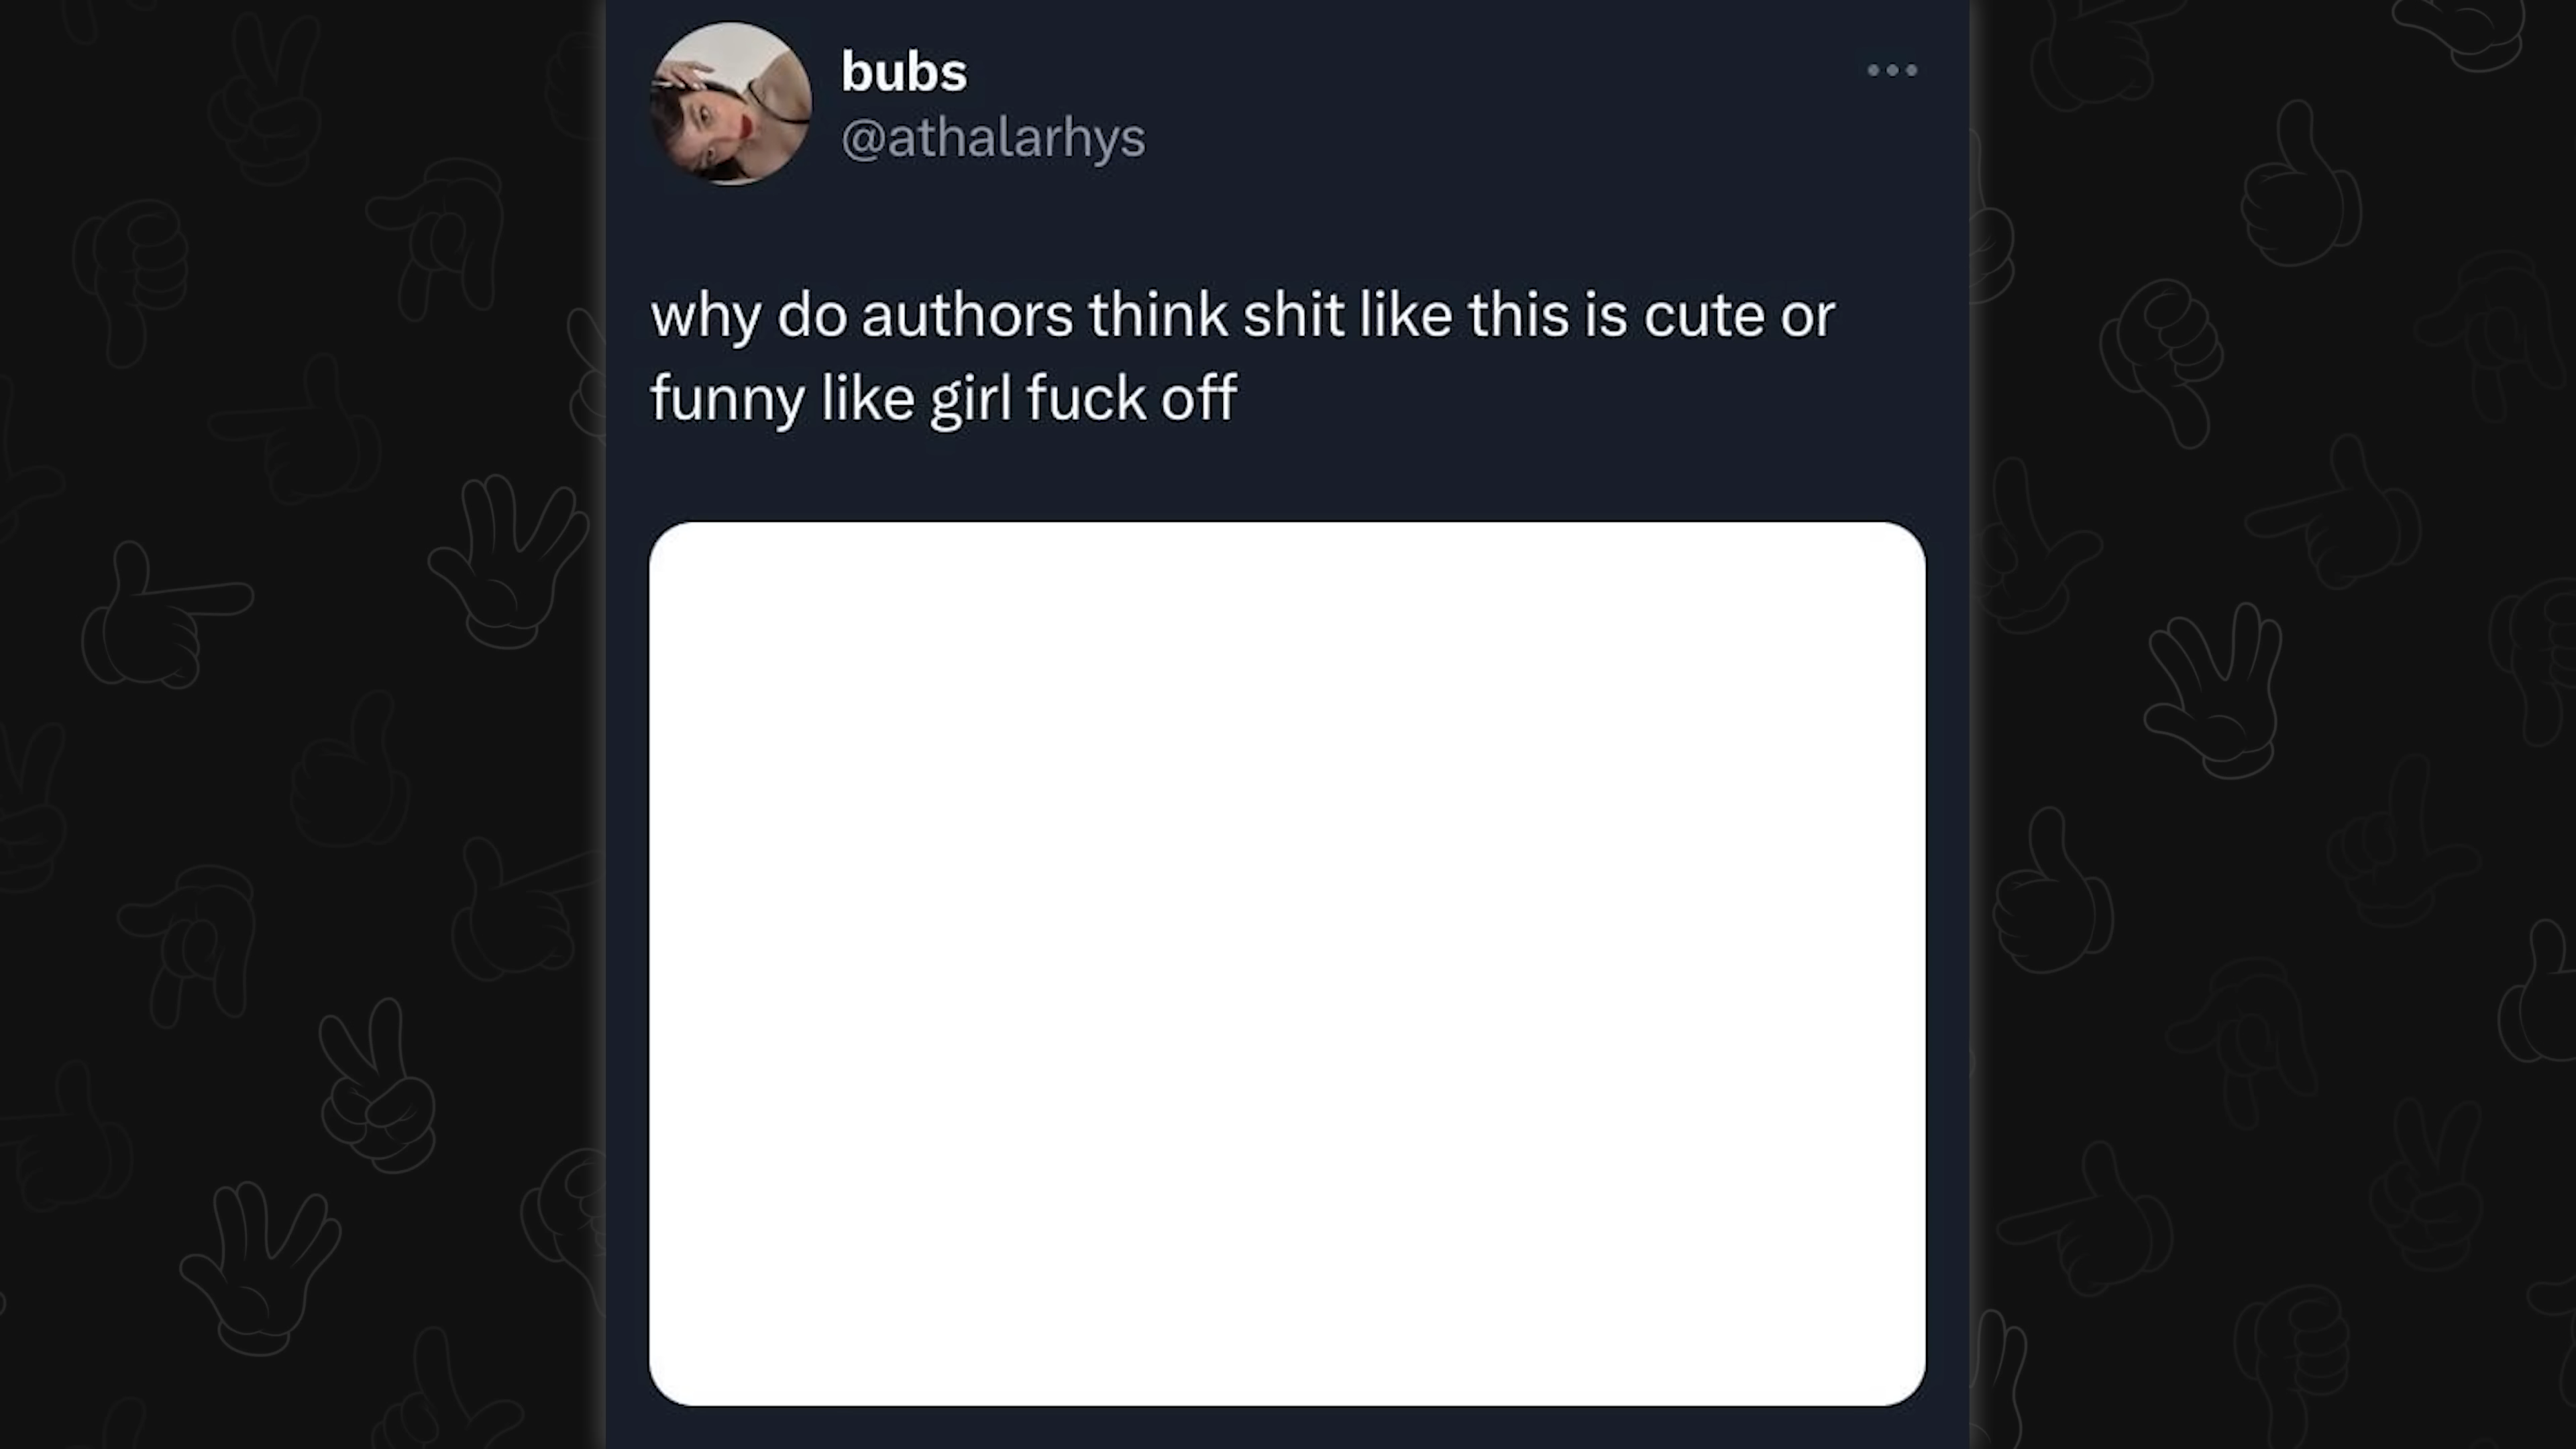 bubs
@athalarhys
why do authors think shit like this is cute or
funny like girl fuck off